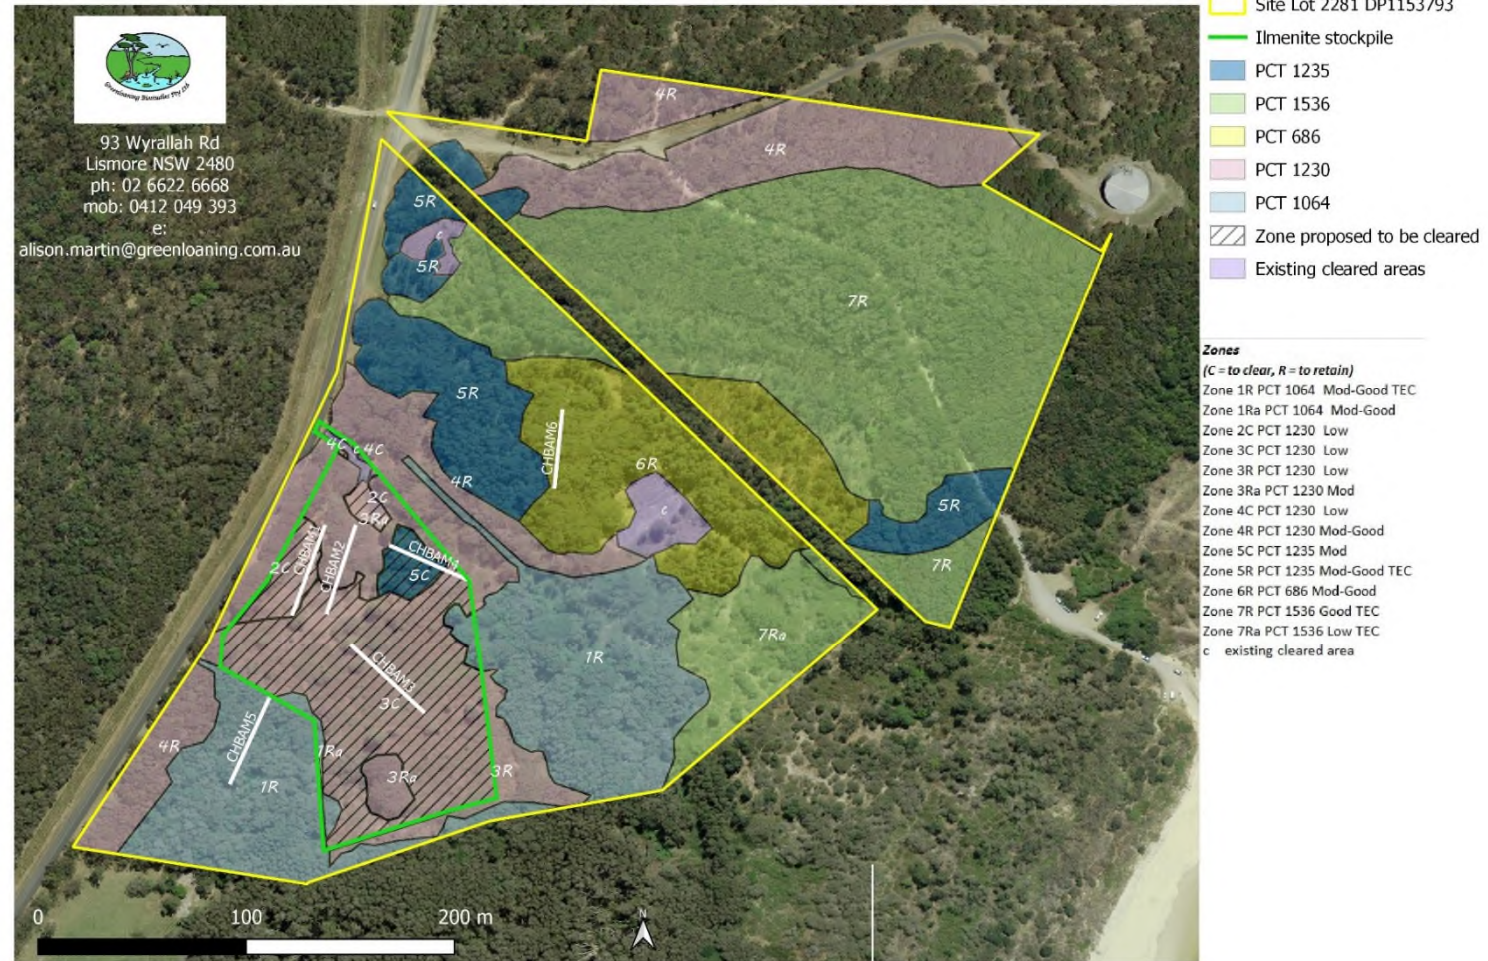 Greenloaning Biostudies Pty Ltd
93 Wyrallah Rd
Lismore NSW 2480
ph: 02 6622 6668
mob: 0412 049 393
e:
alison.martin@greenloaning.com.au
4R
4R
5R
c
5R
7R
5R
CHBAM6
6R
4C
c
4C
4R
2C
3Ra
c
5R
CHBAM1
CHBAM2
CHBAM4
2C
5C
7R
7Ra
1R
CHBAM3
3C
CHBAM5
4R
1Ra
3Ra
3R
1R
0 100 200 m
N
Site Lot 2281 DP1153793
Ilmenite stockpile
PCT 1235
PCT 1536
PCT 686
PCT 1230
PCT 1064
Zone proposed to be cleared
Existing cleared areas
Zones
(C = to clear, R = to retain)
Zone 1R PCT 1064 Mod-Good TEC
Zone 1Ra PCT 1064 Mod-Good
Zone 2C PCT 1230 Low
Zone 3C PCT 1230 Low
Zone 3R PCT 1230 Low
Zone 3Ra PCT 1230 Mod
Zone 4C PCT 1230 Low
Zone 4R PCT 1230 Mod-Good
Zone 5C PCT 1235 Mod
Zone 5R PCT 1235 Mod-Good TEC
Zone 6R PCT 686 Mod-Good
Zone 7R PCT 1536 Good TEC
Zone 7Ra PCT 1536 Low TEC
c existing cleared area